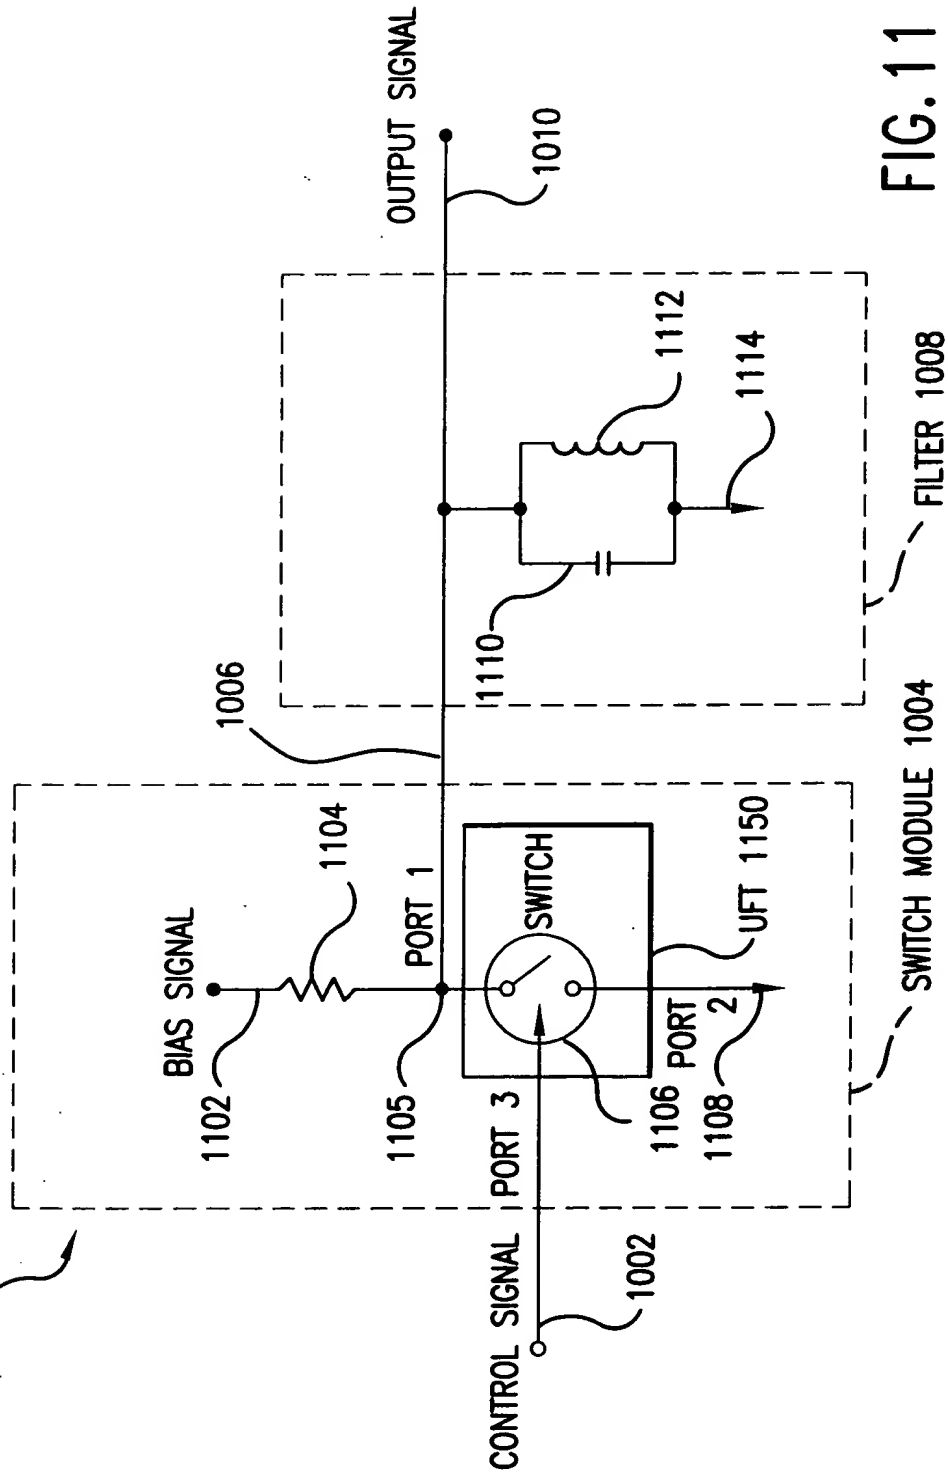 BIAS SIGNAL
1102
1104
1105
PORT 1
1006
OUTPUT SIGNAL
1010
CONTROL SIGNAL
PORT 3
1002
SWITCH
1106
PORT 2
1108
UFT 1150
SWITCH MODULE 1004
1110
1112
1114
FILTER 1008
FIG. 11